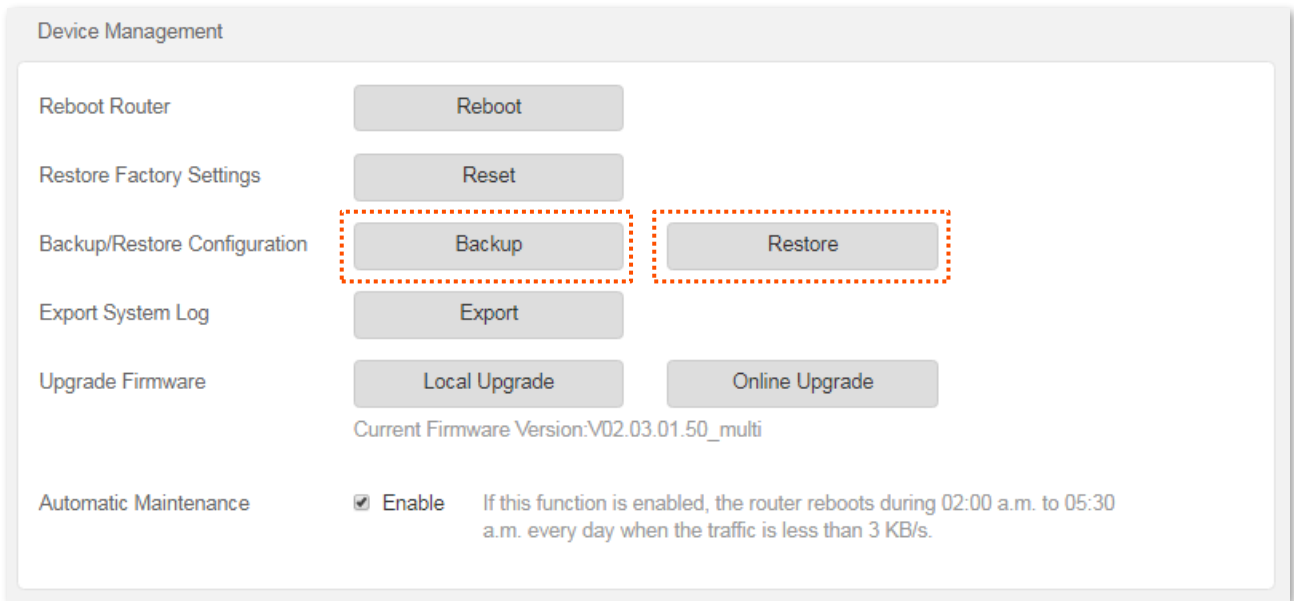 Device Management
Reboot Router Reboot
Restore Factory Settings Reset
Backup/Restore Configuration Backup Restore
Export System Log Export
Upgrade Firmware Local Upgrade Online Upgrade
Current Firmware Version:V02.03.01.50_multi
Automatic Maintenance Enable If this function is enabled, the router reboots during 02:00 a.m. to 05:30
a.m. every day when the traffic is less than 3 KB/s.